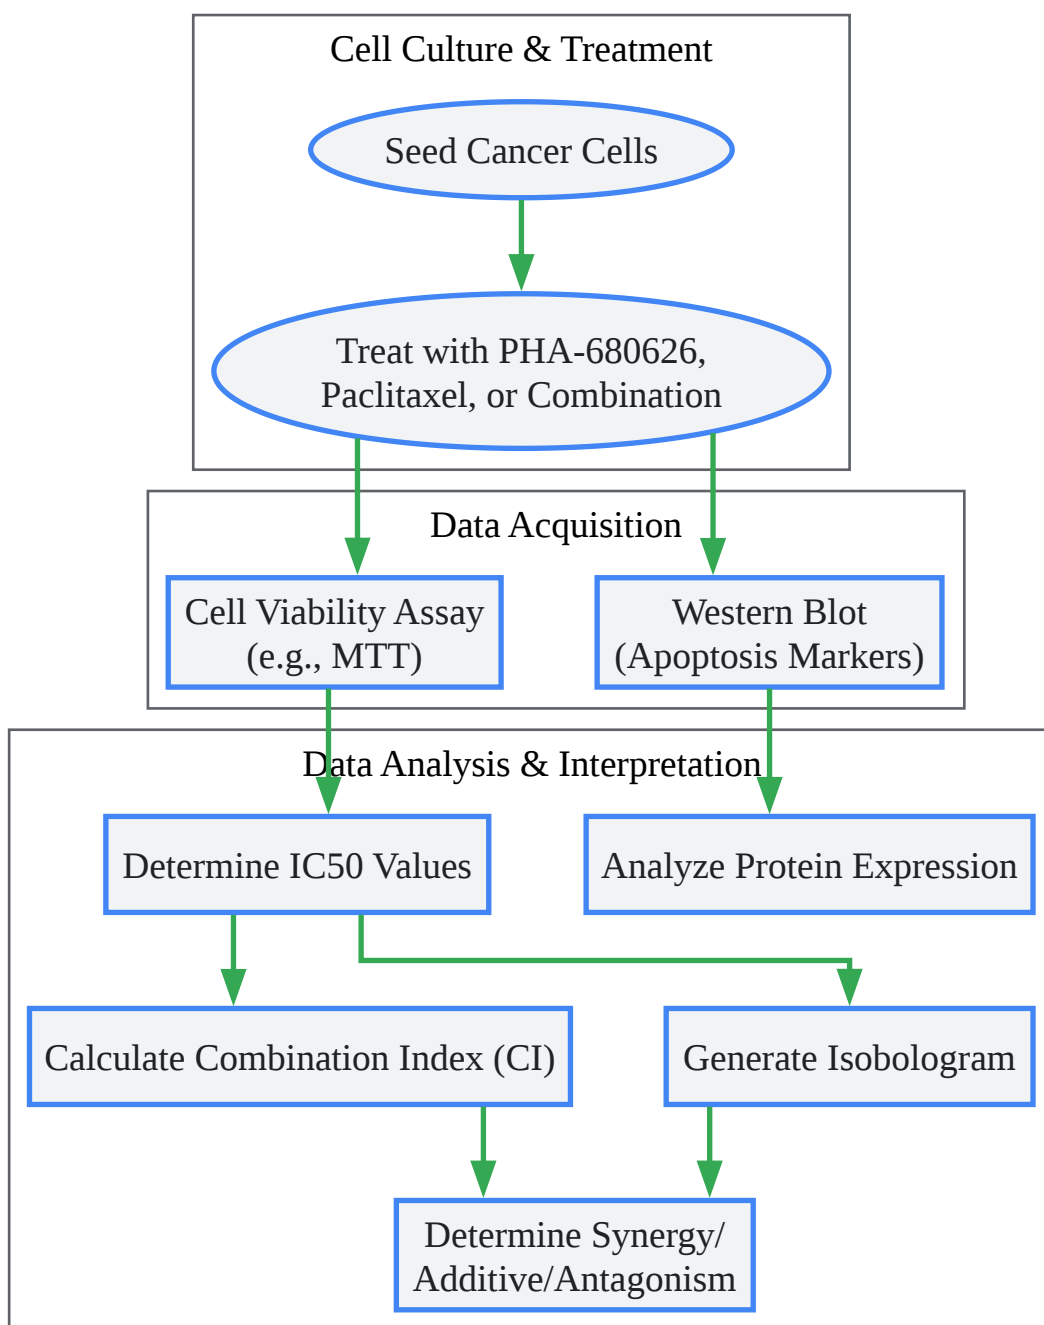 Cell Culture & Treatment
Seed Cancer Cells
Treat with PHA-680626,
Paclitaxel, or Combination
Data Acquisition
Cell Viability Assay
(e.g., MTT)
Western Blot
(Apoptosis Markers)
Data Analysis & Interpretation
Determine IC50 Values
Analyze Protein Expression
Calculate Combination Index (CI)
Generate Isobologram
Determine Synergy/
Additive/Antagonism